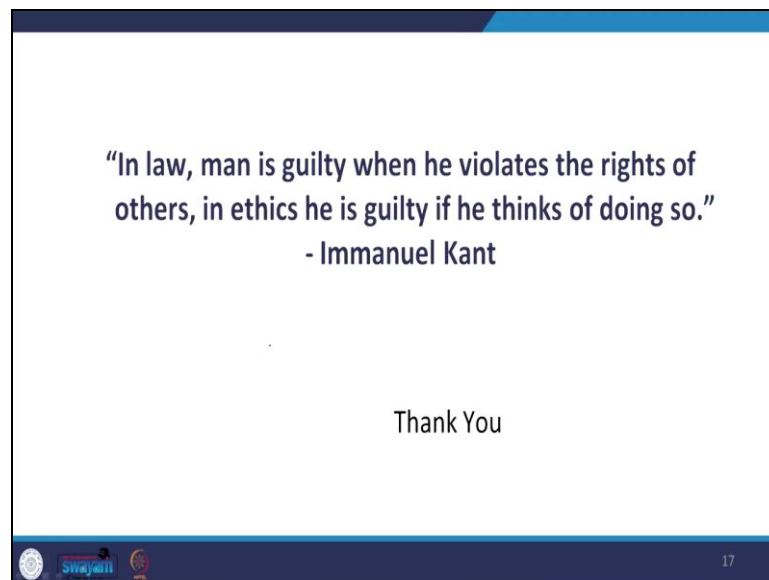 “In law, man is guilty when he violates the rights of
others, in ethics he is guilty if he thinks of doing so.”
- Immanuel Kant
Thank You
swayam
17